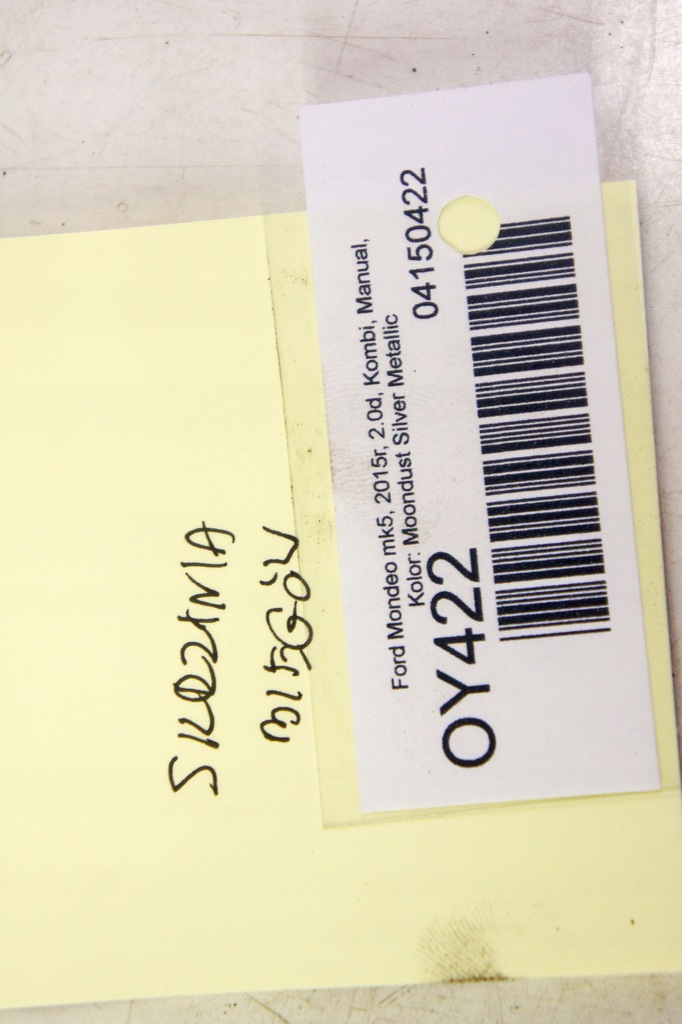 SKRZYNIA
BIEGÓW
Ford Mondeo mk5, 2015r, 2.0d, Kombi, Manual,
Kolor: Moondust Silver Metallic
OY422 04150422